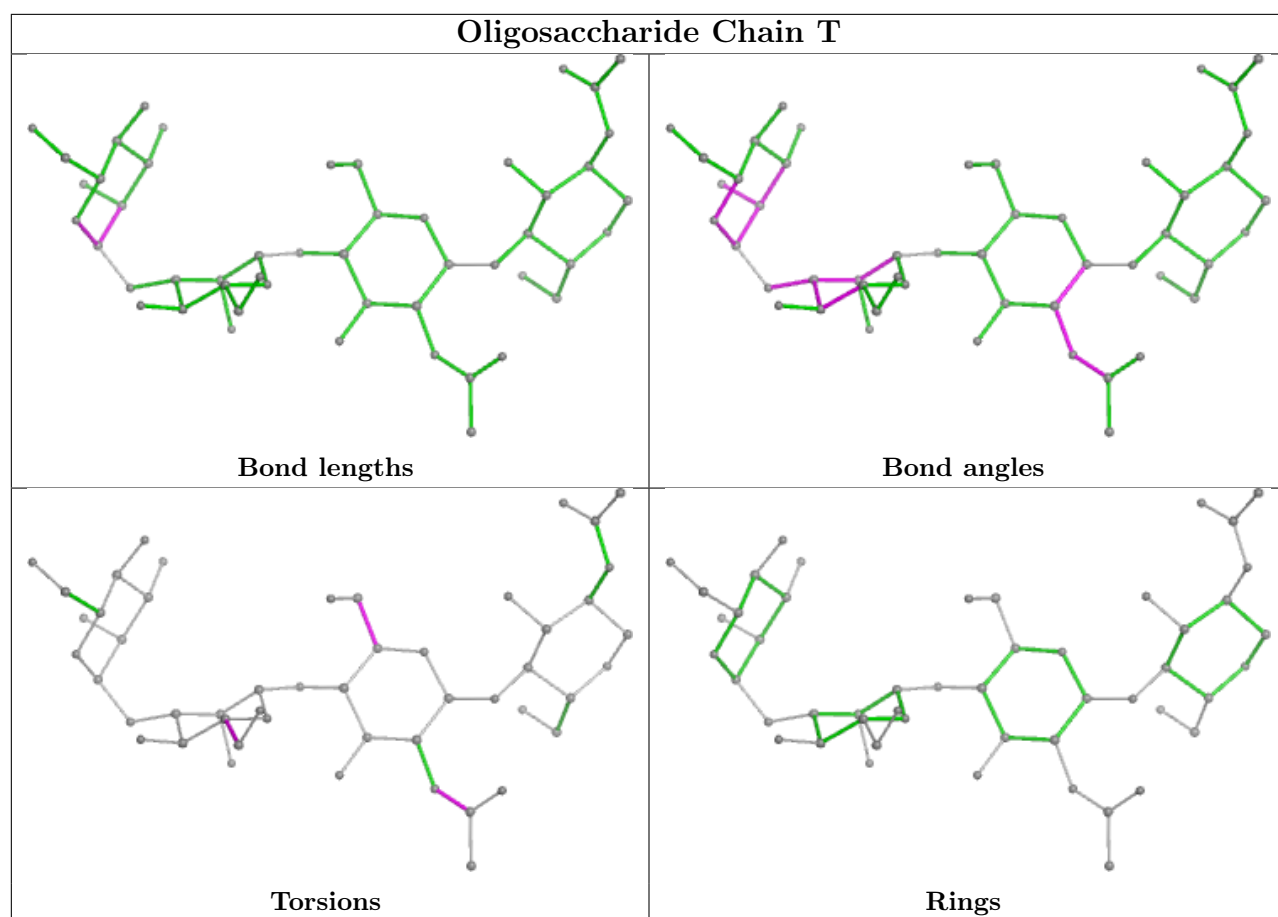 Oligosaccharide Chain T
Bond lengths
Bond angles
Torsions
Rings